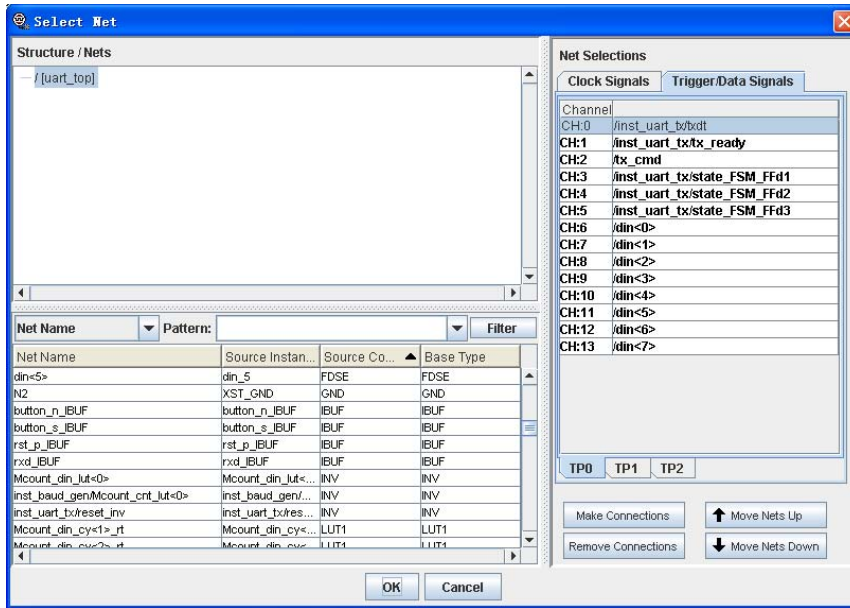 Select Net
Structure / Nets
/ [uart_top]
Net Name
Pattern:
Filter
Net Name Source Instan... Source Co... Base Type
din<5> din_5 FDSE FDSE
N2 XST_GND GND GND
button_n_IBUF button_n_IBUF IBUF IBUF
button_s_IBUF button_s_IBUF IBUF IBUF
rst_p_IBUF rst_p_IBUF IBUF IBUF
rxd_IBUF rxd_IBUF IBUF IBUF
Mcount_din_lut<0> Mcount_din_lut<... INV INV
inst_baud_gen/Mcount_cnt_lut<0> inst_baud_gen/... INV INV
inst_uart_tx/reset_inv inst_uart_tx/res... INV INV
Mcount_din_cy<1>_rt Mcount_din_cy<... LUT1 LUT1
Mcount_din_cy<2>_rt Mcount_din_cy<... LUT1 LUT1
Net Selections
Clock Signals Trigger/Data Signals
Channel
CH:0 /inst_uart_tx/txdt
CH:1 /inst_uart_tx/tx_ready
CH:2 /tx_cmd
CH:3 /inst_uart_tx/state_FSM_FFd1
CH:4 /inst_uart_tx/state_FSM_FFd2
CH:5 /inst_uart_tx/state_FSM_FFd3
CH:6 /din<0>
CH:7 /din<1>
CH:8 /din<2>
CH:9 /din<3>
CH:10 /din<4>
CH:11 /din<5>
CH:12 /din<6>
CH:13 /din<7>
TP0 TP1 TP2
Make Connections Move Nets Up
Remove Connections Move Nets Down
OK Cancel